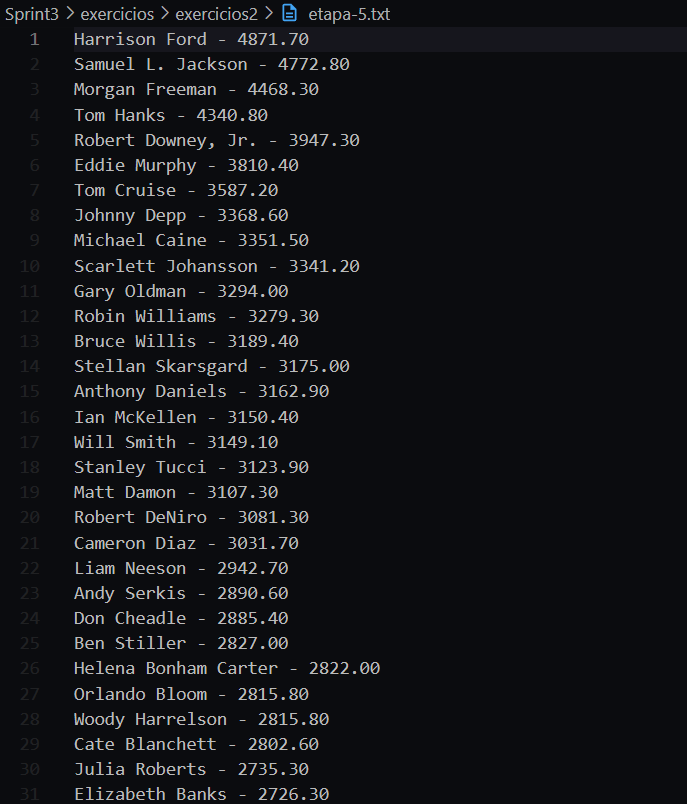 Sprint3 > exercicios > exercicios2 > etapa-5.txt
1 Harrison Ford - 4871.70
2 Samuel L. Jackson - 4772.80
3 Morgan Freeman - 4468.30
4 Tom Hanks - 4340.80
5 Robert Downey, Jr. - 3947.30
6 Eddie Murphy - 3810.40
7 Tom Cruise - 3587.20
8 Johnny Depp - 3368.60
9 Michael Caine - 3351.50
10 Scarlett Johansson - 3341.20
11 Gary Oldman - 3294.00
12 Robin Williams - 3279.30
13 Bruce Willis - 3189.40
14 Stellan Skarsgard - 3175.00
15 Anthony Daniels - 3162.90
16 Ian McKellen - 3150.40
17 Will Smith - 3149.10
18 Stanley Tucci - 3123.90
19 Matt Damon - 3107.30
20 Robert DeNiro - 3081.30
21 Cameron Diaz - 3031.70
22 Liam Neeson - 2942.70
23 Andy Serkis - 2890.60
24 Don Cheadle - 2885.40
25 Ben Stiller - 2827.00
26 Helena Bonham Carter - 2822.00
27 Orlando Bloom - 2815.80
28 Woody Harrelson - 2815.80
29 Cate Blanchett - 2802.60
30 Julia Roberts - 2735.30
31 Elizabeth Banks - 2726.30